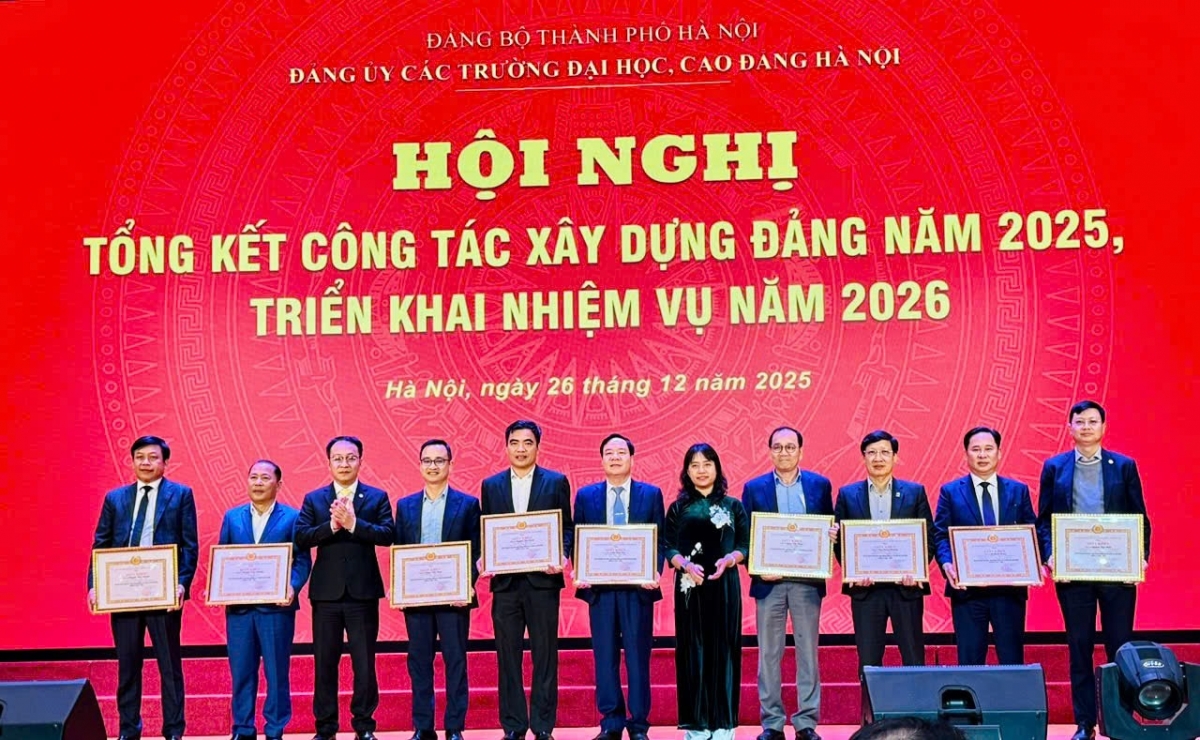 ĐẢNG BỘ THÀNH PHỐ HÀ NỘI
ĐẢNG ỦY CÁC TRƯỜNG ĐẠI HỌC, CAO ĐẲNG HÀ NỘI
HỘI NGHỊ
TỔNG KẾT CÔNG TÁC XÂY DỰNG ĐẢNG NĂM 2025,
TRIỂN KHAI NHIỆM VỤ NĂM 2026
Hà Nội, ngày 26 tháng 12 năm 2025